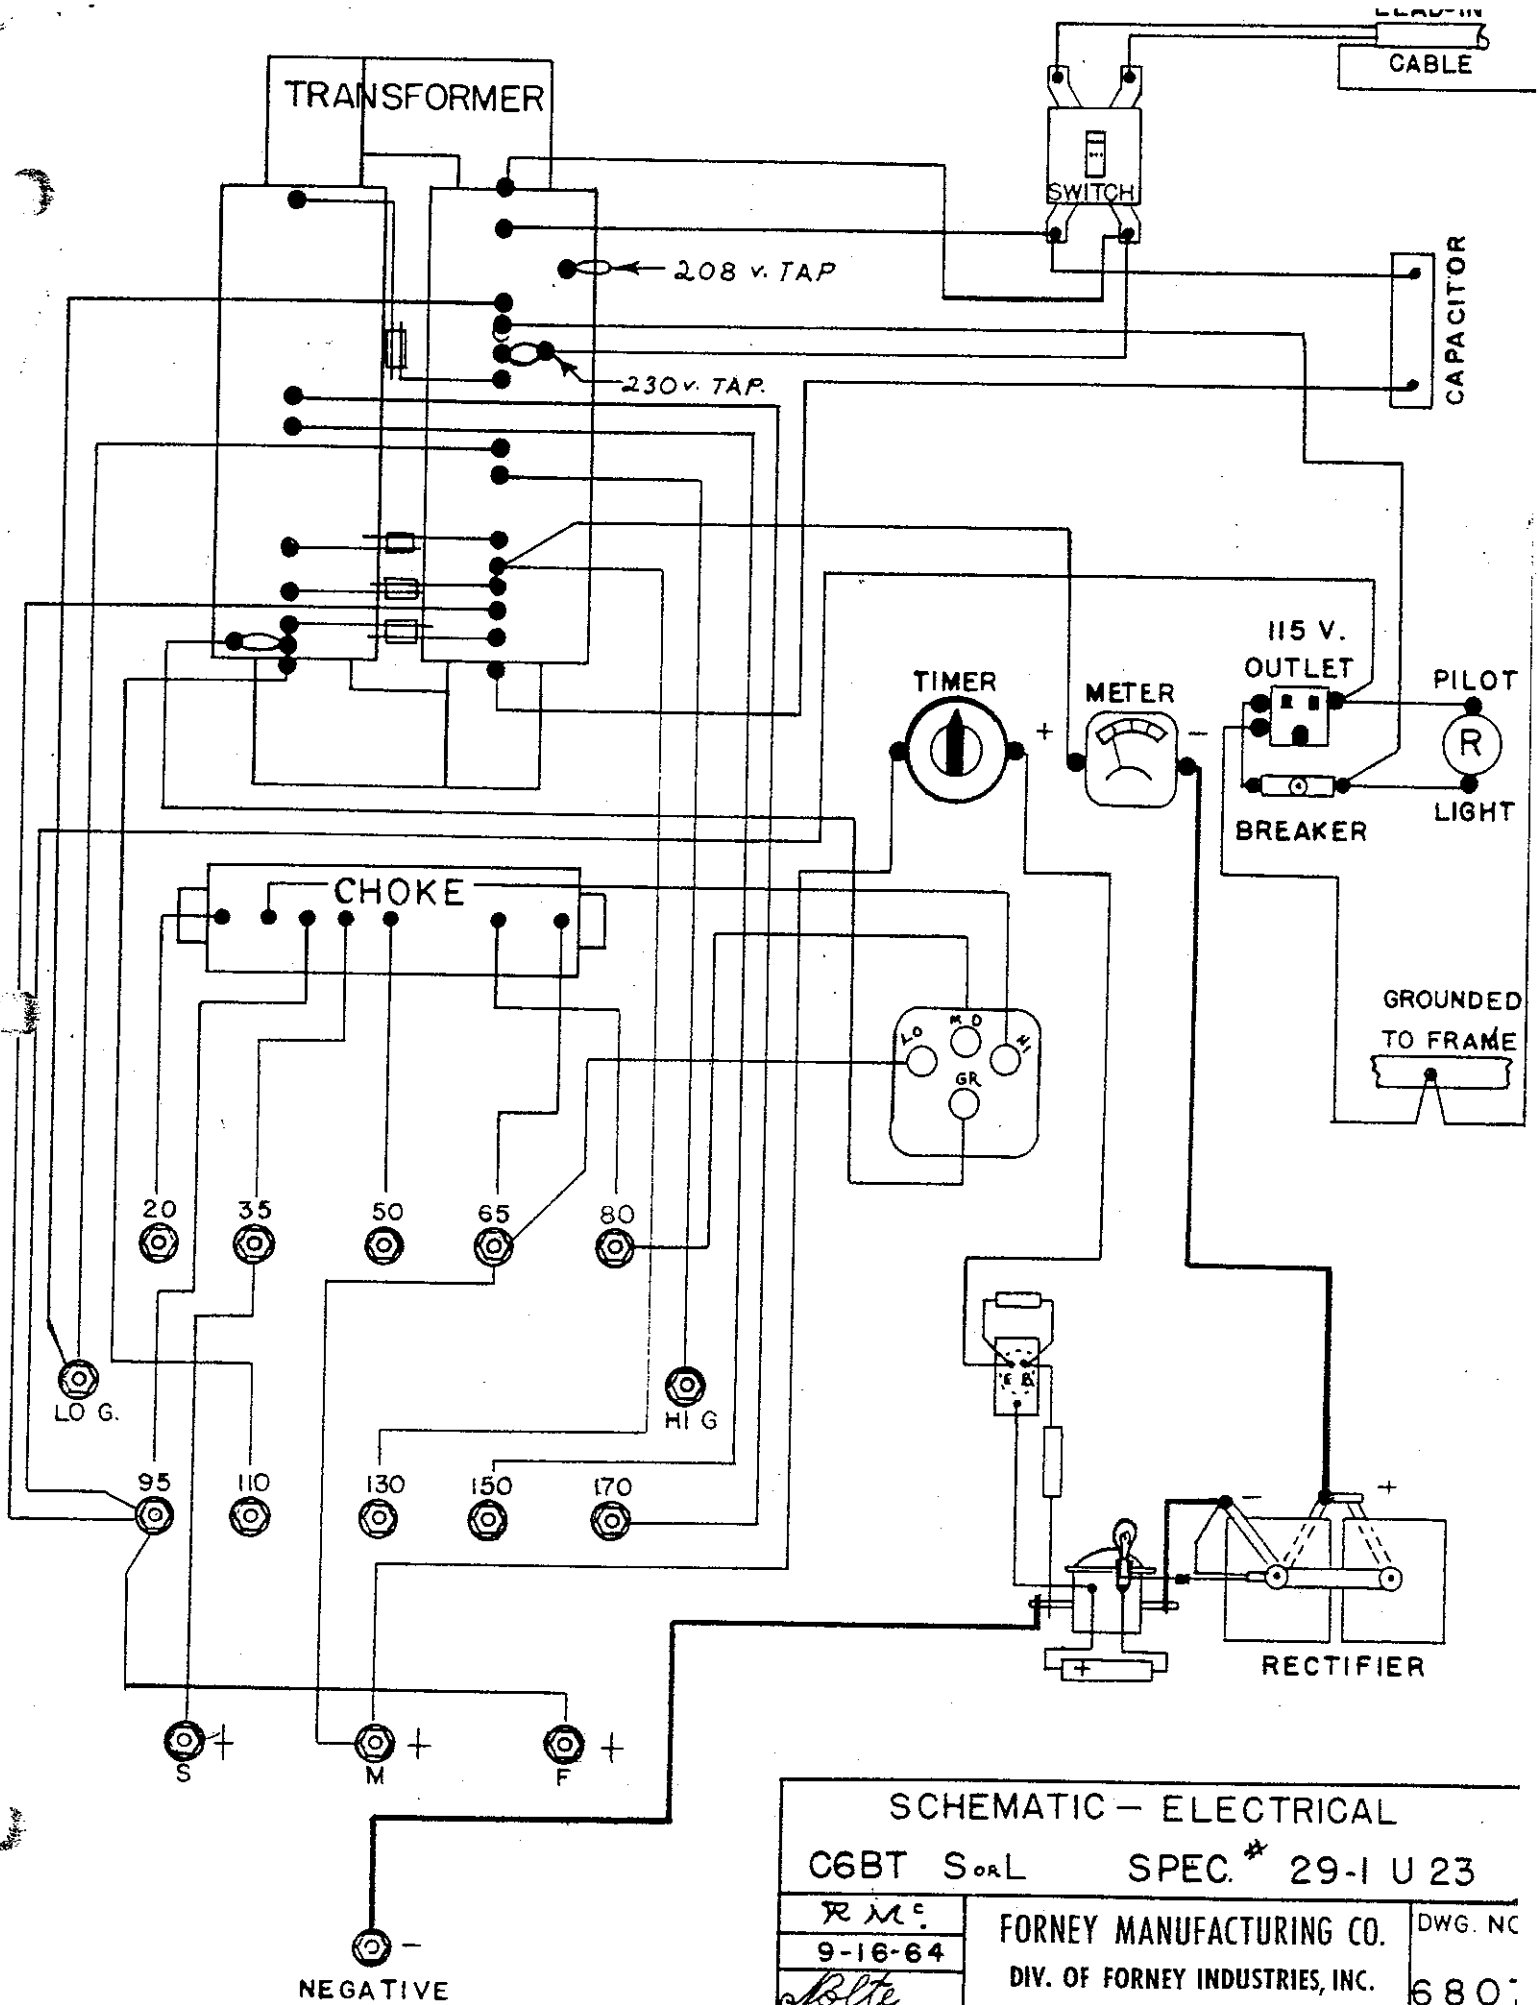 CABLE
TRANSFORMER
SWITCH
208 v. TAP
CAPACITOR
230 v. TAP.
115 V.
OUTLET
PILOT
TIMER
METER
+
-
R
LIGHT
BREAKER
CHOKE
GROUNDED
TO FRAME
LO
MD
HI
GR
20
35
50
65
80
LO G.
HI G
95
110
130
150
170
-
+
+
RECTIFIER
S +
M +
F +
-
NEGATIVE
SCHEMATIC - ELECTRICAL
C6BT S OR L SPEC. # 29-1 U 23
R Mc.
9-16-64
Nolte
FORNEY MANUFACTURING CO.
DIV. OF FORNEY INDUSTRIES, INC.
DWG. NO
680